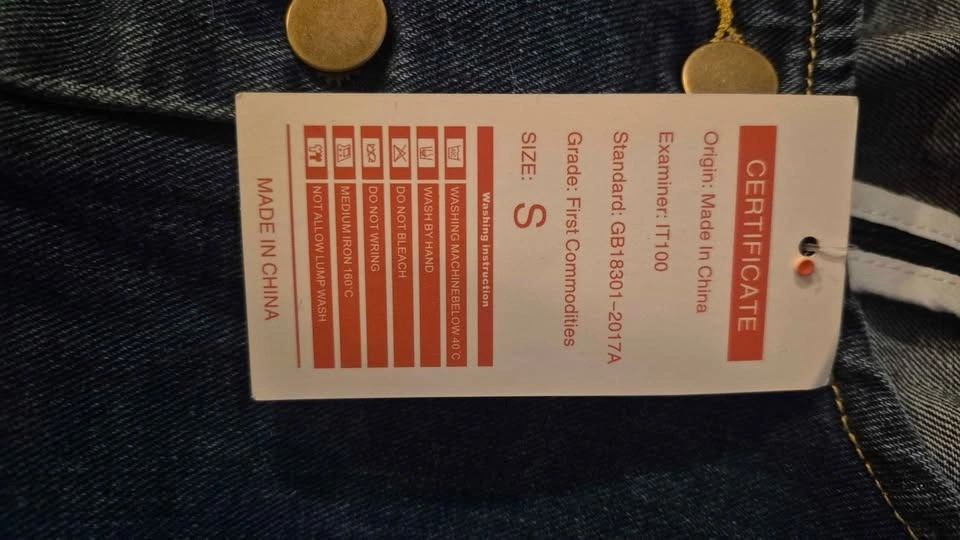 CERTIFICATE
Origin: Made In China
Examiner: IT100
Standard: GB18301-2017A
Grade: First Commodities
SIZE: S
Washing instruction
WASHING MACHINEBELOW 40°C
WASH BY HAND
DO NOT BLEACH
DO NOT WRING
MEDIUM IRON 160°C
NOT ALLOW LUMP WASH
MADE IN CHINA